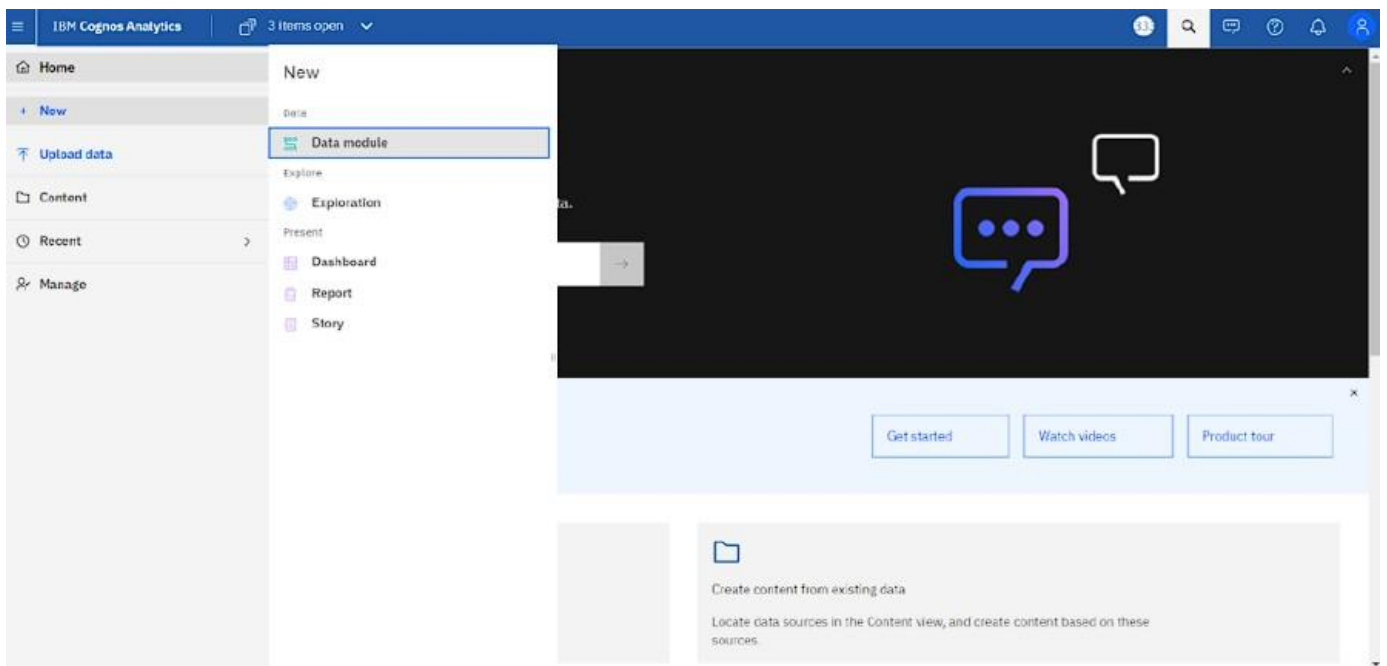 IBM Cognos Analytics
3 items open
Home
New
Upload data
Content
Recent
Manage
New
Data
Data module
Explore
Exploration
Present
Dashboard
Report
Story
ta.
Get started
Watch videos
Product tour
Create content from existing data
Locate data sources in the Content view, and create content based on these
sources.